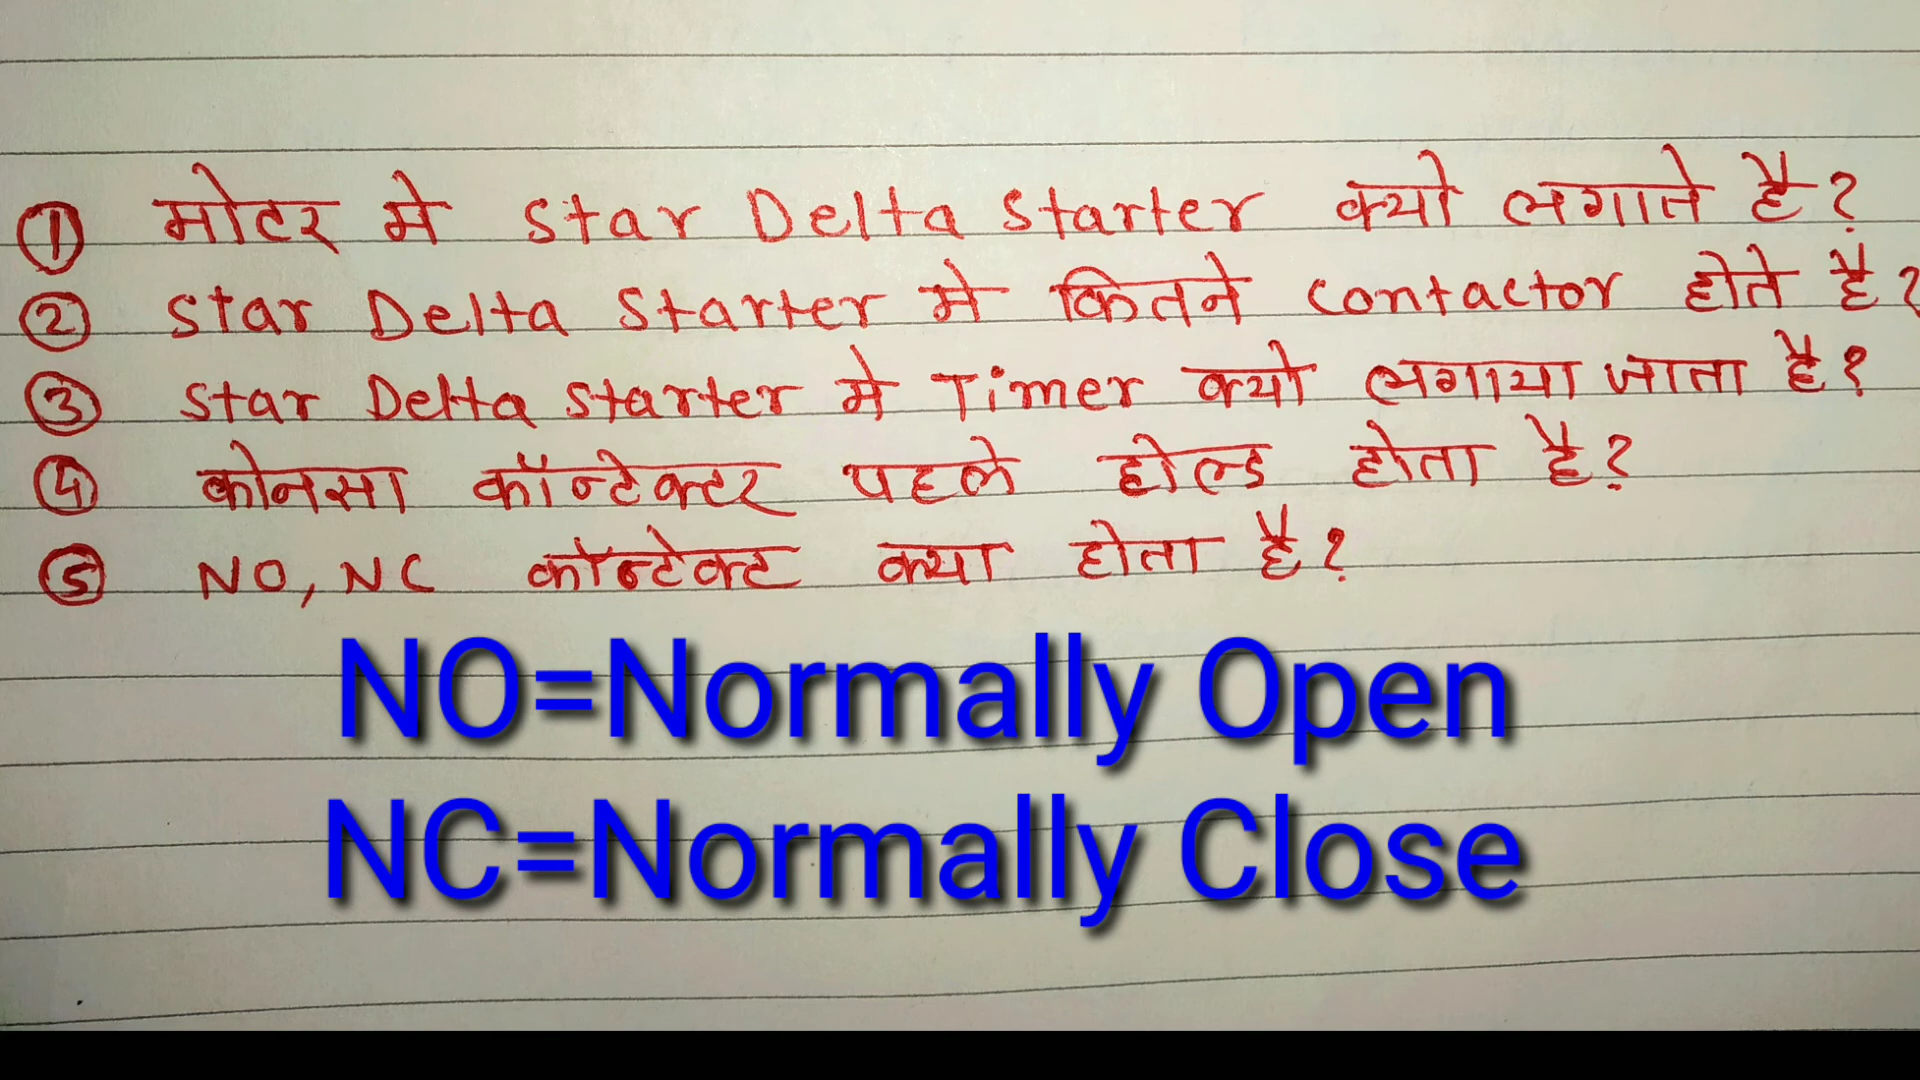 ① मोटर मे Star Delta Starter क्यो लगाते है?
② Star Delta Starter मे कितने Contactor होते है?
③ Star Delta Starter मे Timer क्यो लगाया जाता है?
④ कोनसा कॉन्टेक्टर पहले होल्ड होता है?
⑤ NO, NC कॉन्टेक्ट क्या होता है?
NO=Normally Open
NC=Normally Close